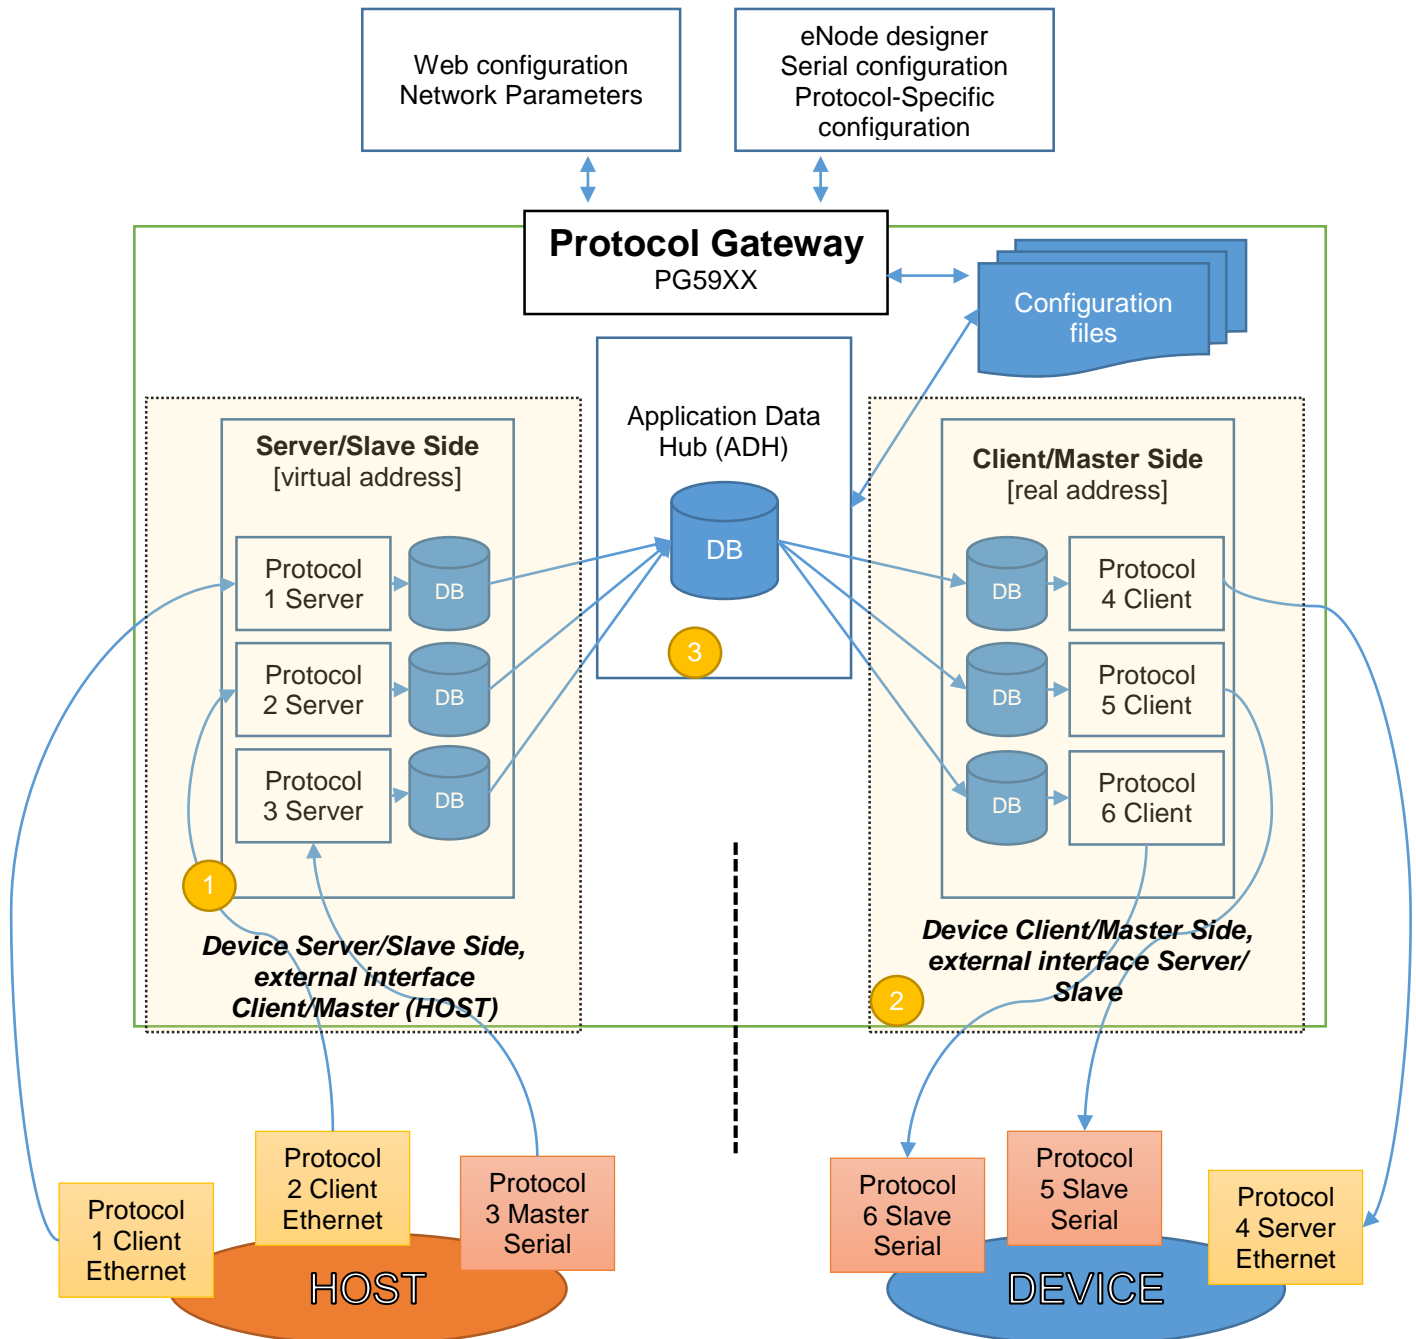 Web configuration
Network Parameters
eNode designer
Serial configuration
Protocol-Specific
configuration
Protocol Gateway
PG59XX
Configuration
files
Application Data
Hub (ADH)
DB
3
Server/Slave Side
[virtual address]
Protocol
1 Server
DB
Protocol
2 Server
DB
Protocol
3 Server
DB
1
Device Server/Slave Side,
external interface
Client/Master (HOST)
Client/Master Side
[real address]
DB
Protocol
4 Client
DB
Protocol
5 Client
DB
Protocol
6 Client
Device Client/Master Side,
external interface Server/
Slave
2
Protocol
1 Client
Ethernet
Protocol
2 Client
Ethernet
Protocol
3 Master
Serial
HOST
Protocol
6 Slave
Serial
Protocol
5 Slave
Serial
Protocol
4 Server
Ethernet
DEVICE